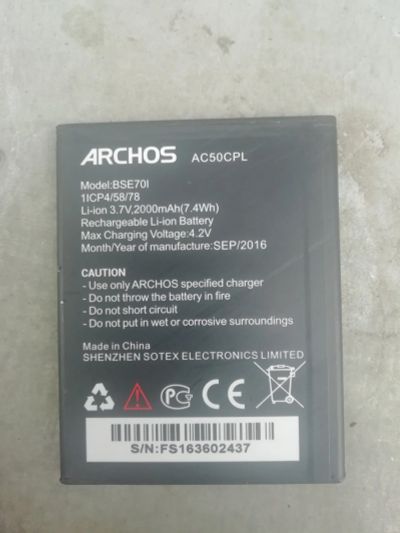 ARCHOS AC50CPL
Model:BSE70I
1ICP4/58/78
Li-ion 3.7V,2000mAh(7.4Wh)
Rechargeable Li-ion Battery
Max Charging Voltage:4.2V
Month/Year of manufacture:SEP/2016
CAUTION
- Use only ARCHOS specified charger
- Do not throw the battery in fire
- Do not short circuit
- Do not put in wet or corrosive surroundings
Made in China
SHENZHEN SOTEX ELECTRONICS LIMITED
S/N:FS163602437